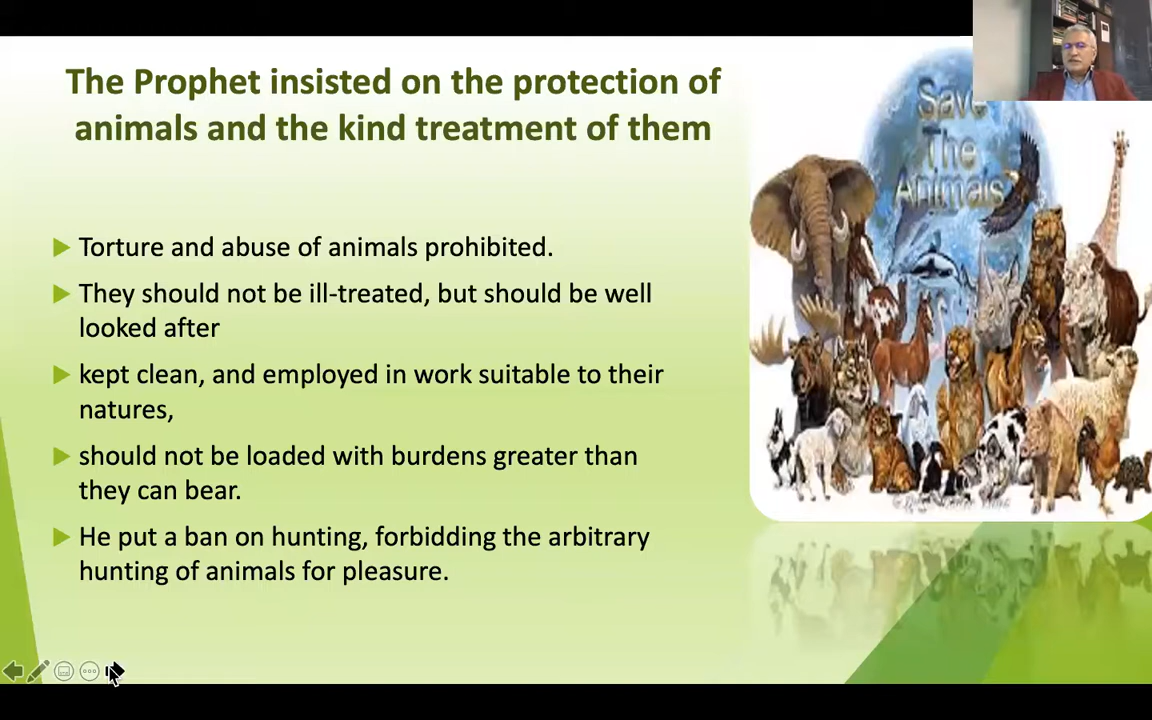 The Prophet insisted on the protection of
animals and the kind treatment of them
Torture and abuse of animals prohibited.
They should not be ill-treated, but should be well
looked after
kept clean, and employed in work suitable to their
natures,
should not be loaded with burdens greater than
they can bear.
He put a ban on hunting, forbidding the arbitrary
hunting of animals for pleasure.
Save
The
Animals